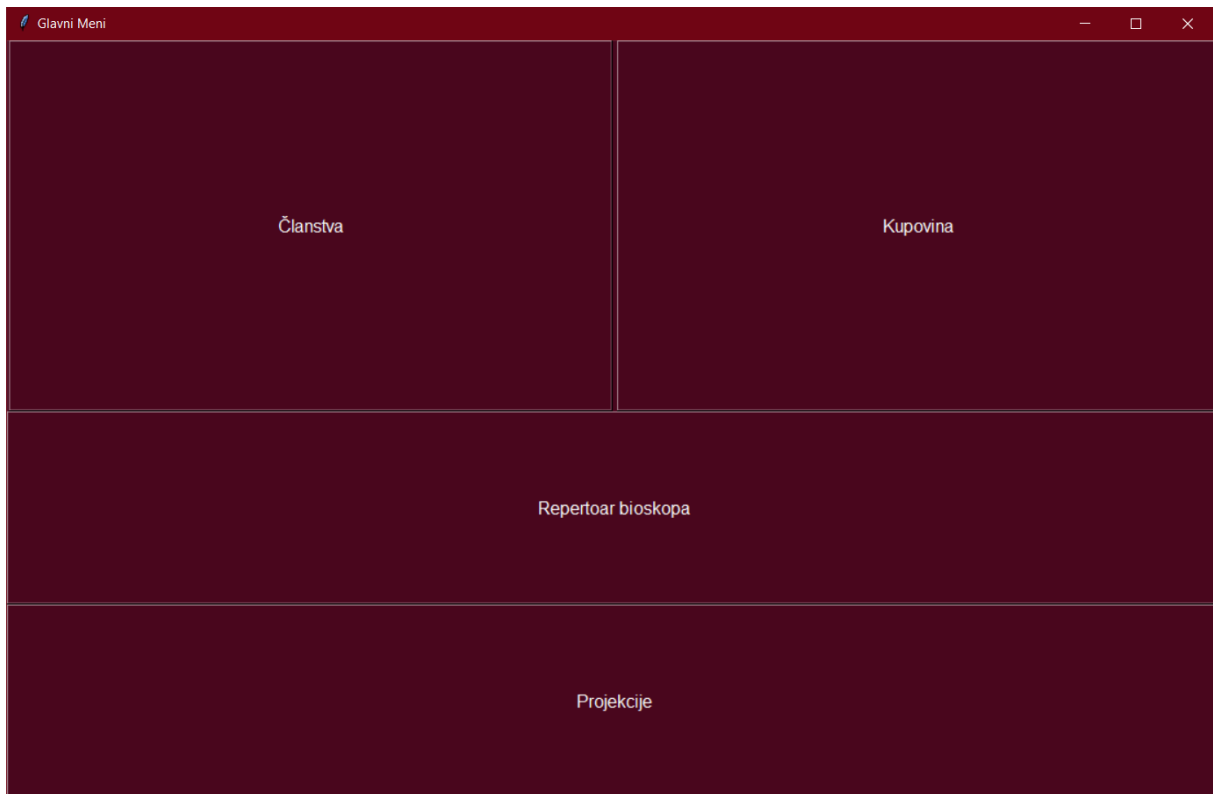 Glavni Meni
Članstva
Kupovina
Repertoar bioskopa
Projekcije